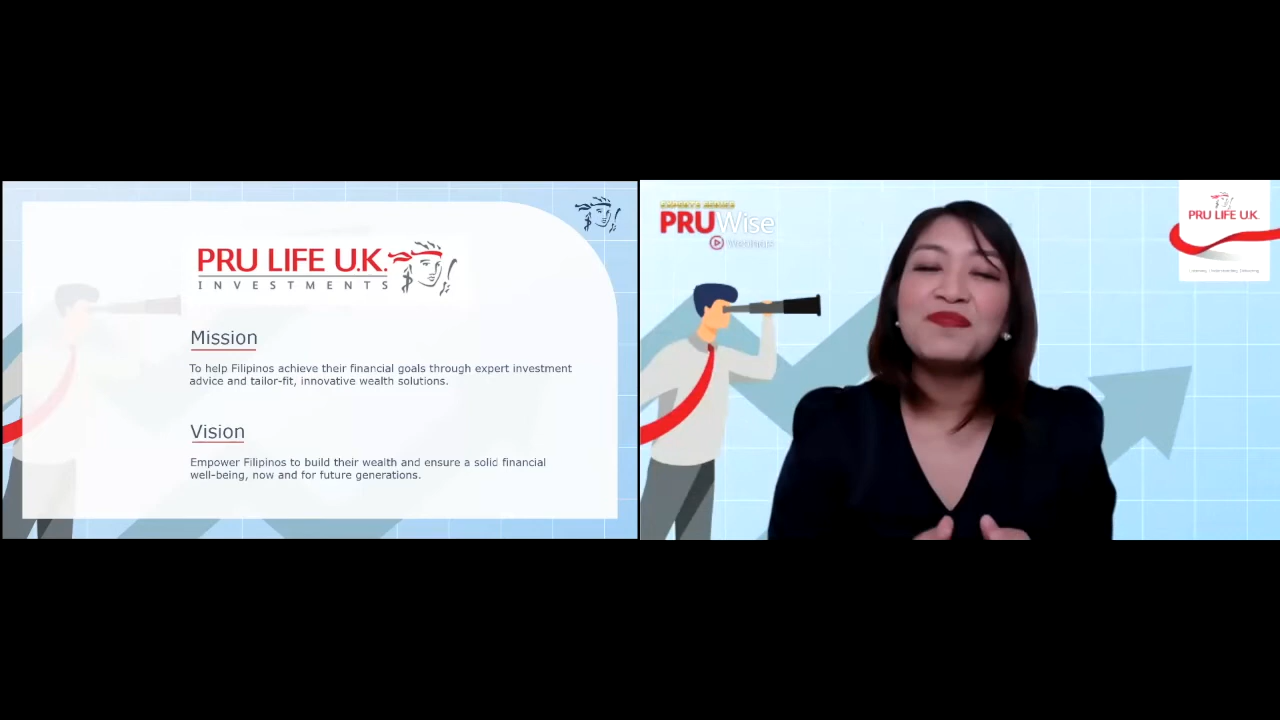 PRU LIFE U.K.
INVESTMENTS
Mission
To help Filipinos achieve their financial goals through expert investment
advice and tailor-fit, innovative wealth solutions.
Vision
Empower Filipinos to build their wealth and ensure a solid financial
well-being, now and for future generations.
PRUWise
PRU LIFE U.K.